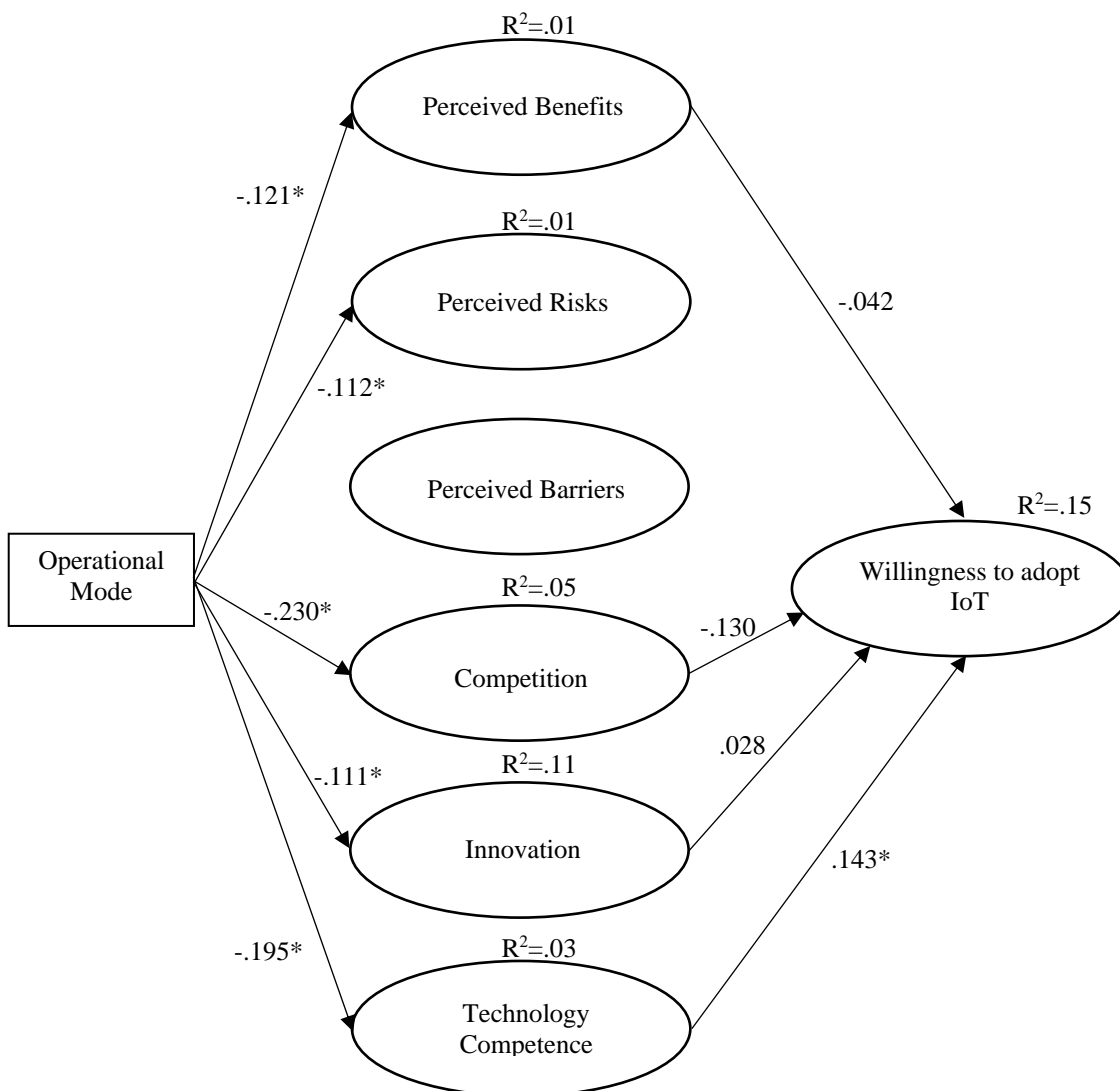 R²=.01
Perceived Benefits
-.121*
R²=.01
Perceived Risks
-.042
-.112*
Perceived Barriers
R²=.15
Operational
Mode
Willingness to adopt
IoT
R²=.05
-.230*
-.130
Competition
R²=.11
.028
-.111*
Innovation
.143*
R²=.03
-.195*
Technology
Competence